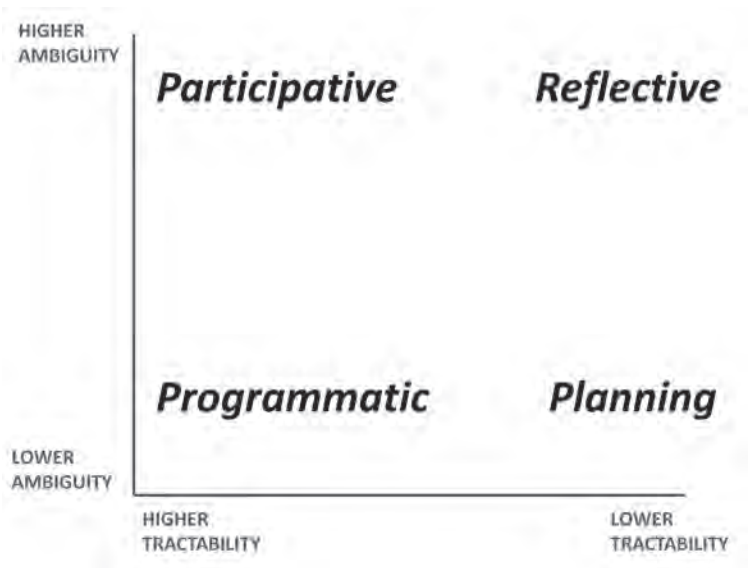 HIGHER
AMBIGUITY
Participative
Reflective
Programmatic
Planning
LOWER
AMBIGUITY
HIGHER
TRACTABILITY
LOWER
TRACTABILITY